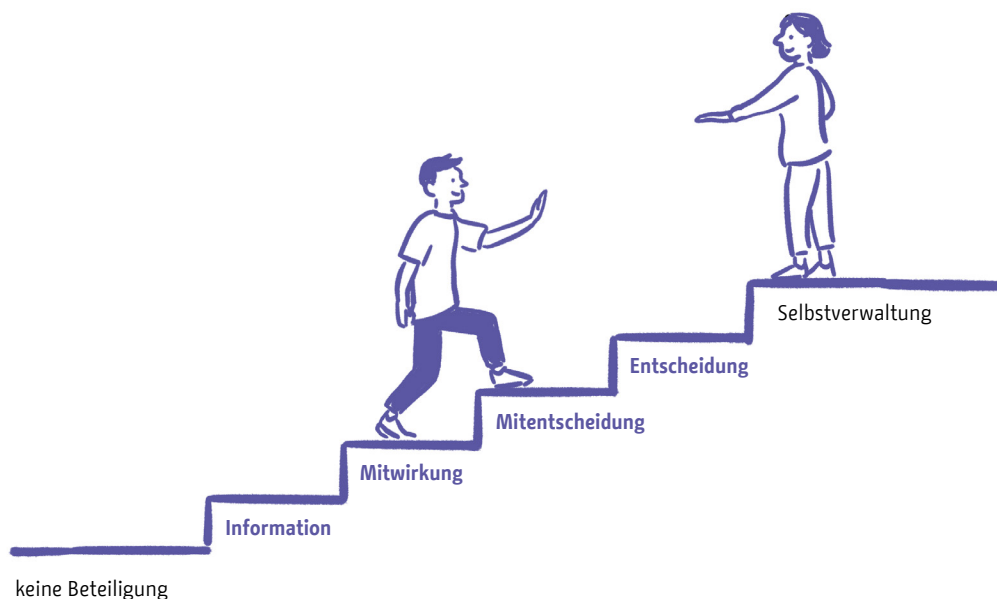 Selbstverwaltung
Entscheidung
Mitentscheidung
Mitwirkung
Information
keine Beteiligung